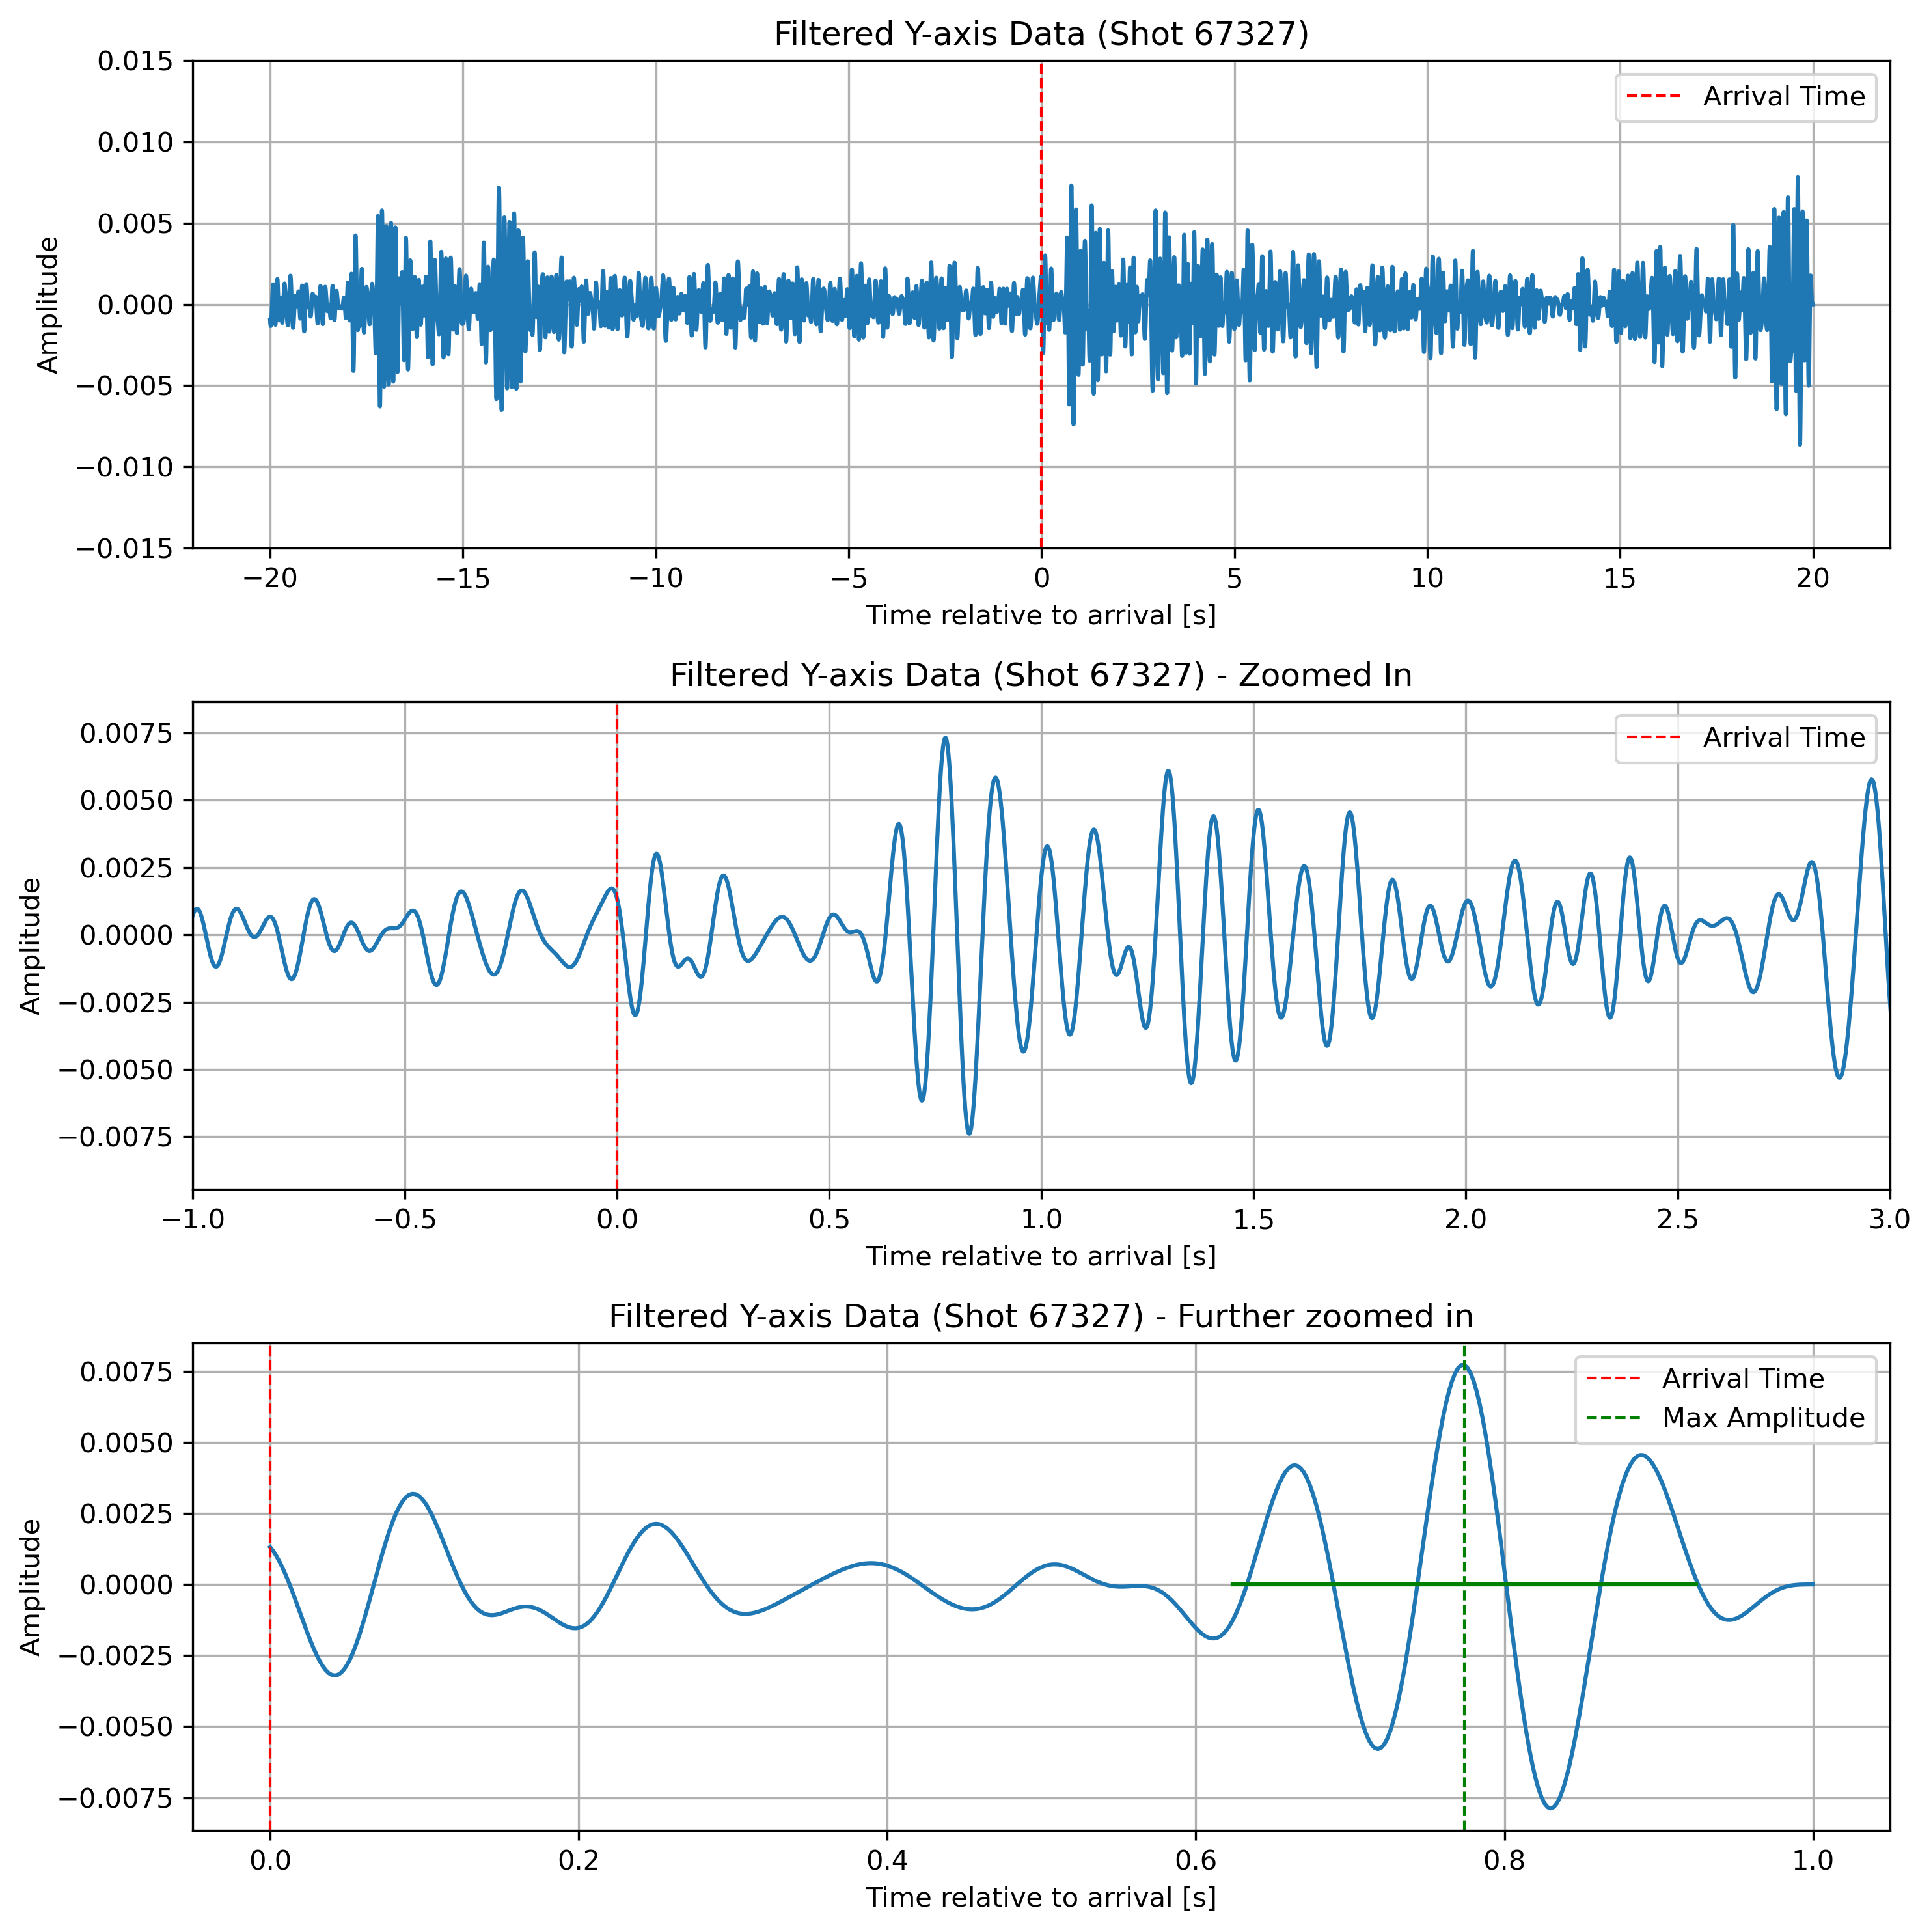 Filtered Y-axis Data (Shot 67327)
0.015
0.010
0.005
0.000
−0.005
−0.010
−0.015
Amplitude
Arrival Time
−20 −15 −10 −5 0 5 10 15 20
Time relative to arrival [s]
Filtered Y-axis Data (Shot 67327) - Zoomed In
0.0075
0.0050
0.0025
0.0000
−0.0025
−0.0050
−0.0075
Amplitude
Arrival Time
−1.0 −0.5 0.0 0.5 1.0 1.5 2.0 2.5 3.0
Time relative to arrival [s]
Filtered Y-axis Data (Shot 67327) - Further zoomed in
0.0075
0.0050
0.0025
0.0000
−0.0025
−0.0050
−0.0075
Amplitude
Arrival Time
Max Amplitude
0.0 0.2 0.4 0.6 0.8 1.0
Time relative to arrival [s]